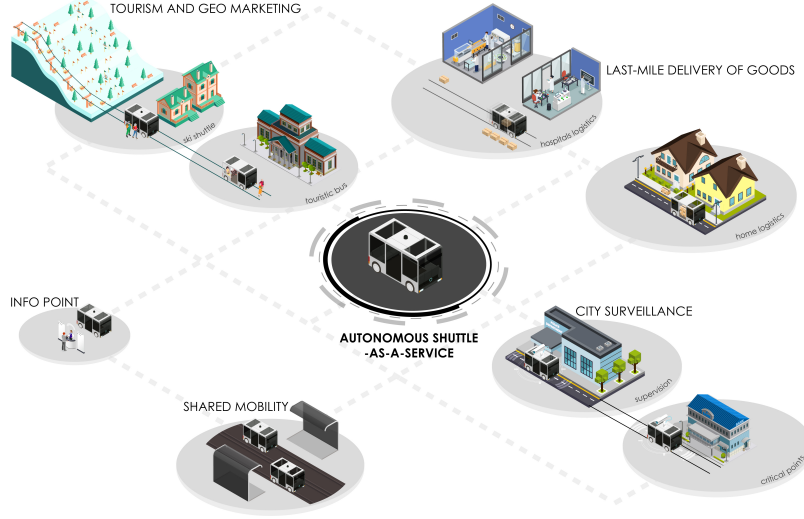 TOURISM AND GEO MARKETING
ski shuttle
touristic bus
hospitals logistics
LAST-MILE DELIVERY OF GOODS
home logistics
INFO POINT
AUTONOMOUS SHUTTLE
-AS-A-SERVICE
CITY SURVEILLANCE
supervision
critical points
SHARED MOBILITY